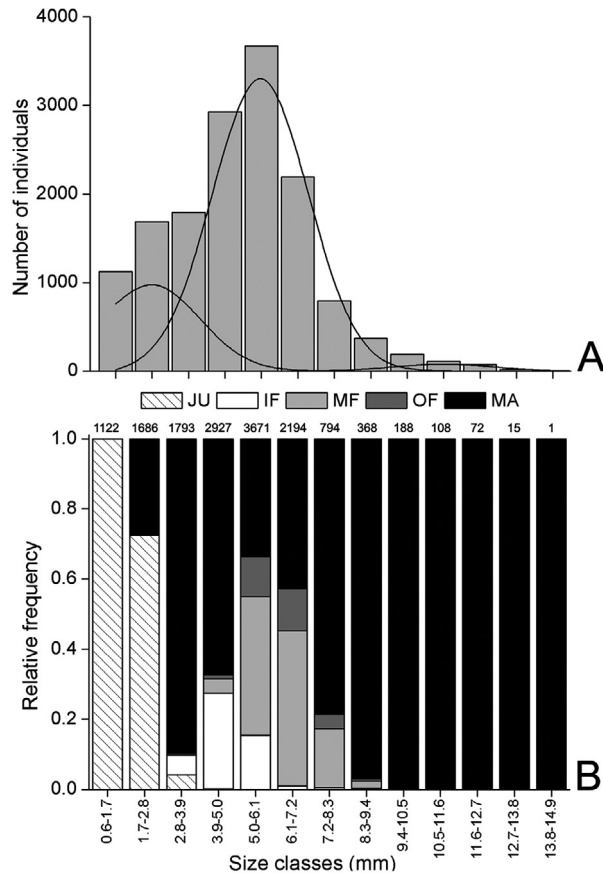 4000
3000
2000
1000
0
Number of individuals
A
JU IF MF OF MA
1122 1686 1793 2927 3671 2194 794 368 188 108 72 15 1
1.0
0.8
0.6
0.4
0.2
0.0
Relative frequency
B
0.6-1.7 1.7-2.8 2.8-3.9 3.9-5.0 5.0-6.1 6.1-7.2 7.2-8.3 8.3-9.4 9.4-10.5 10.5-11.6 11.6-12.7 12.7-13.8 13.8-14.9
Size classes (mm)